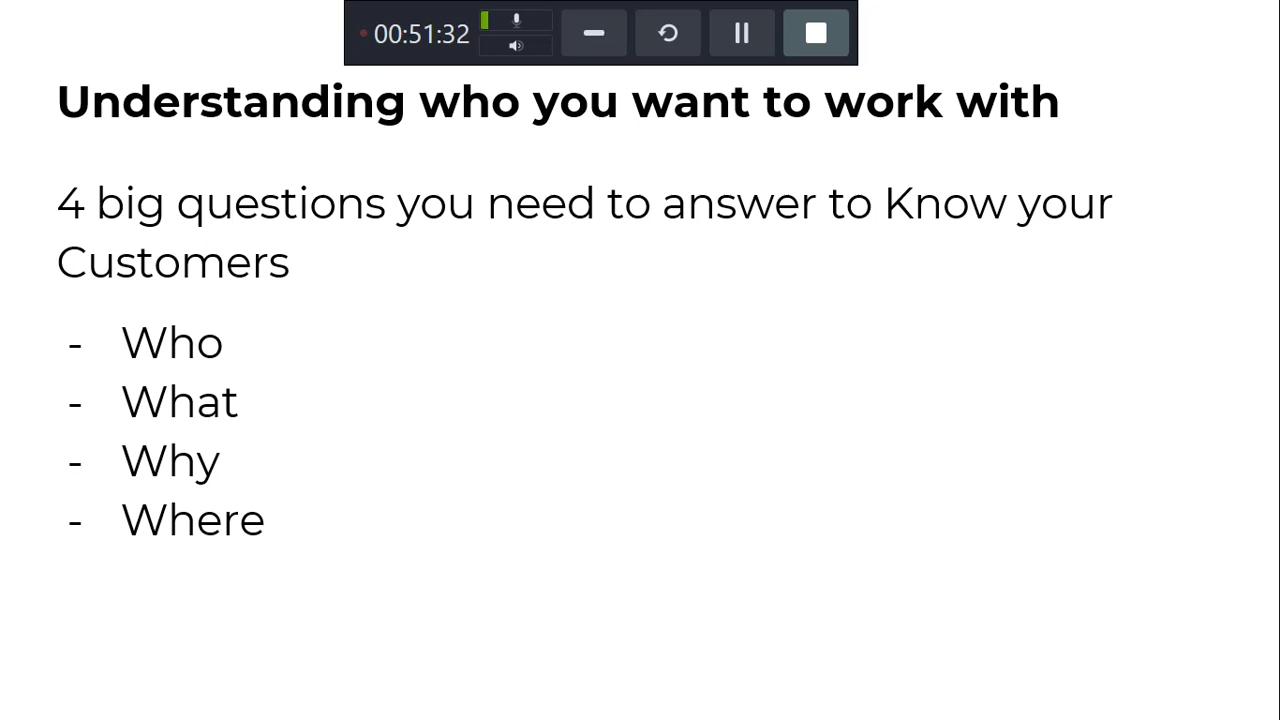 00:51:32
Understanding who you want to work with
4 big questions you need to answer to Know your
Customers
- Who
- What
- Why
- Where